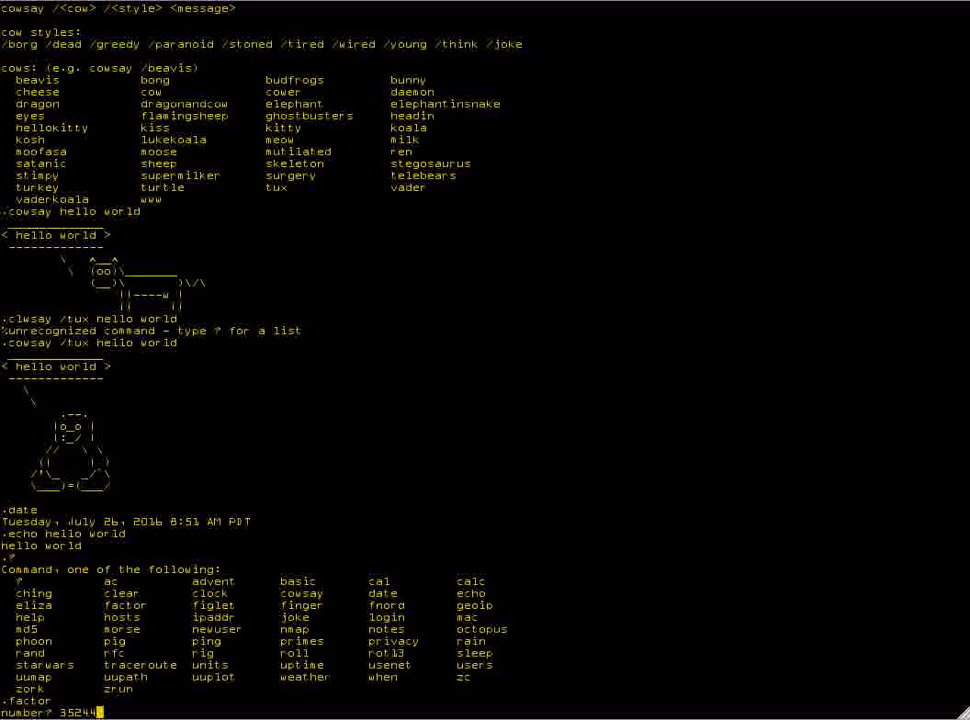 cowsay /<cow> /<style> <message>
cow styles:
/borg /dead /greedy /paranoid /stoned /tired /wired /young /think /joke
cows: (e.g. cowsay /beavis)
beavis bong budfrogs bunny
cheese cow cower daemon
dragon dragonandcow elephant elephantinsnake
eyes flamingsheep ghostbusters headin
hellokitty kiss kitty koala
kosh lukekoala meow milk
moofasa moose mutilated ren
satanic sheep skeleton stegosaurus
stimpy supermilker surgery telebears
turkey turtle tux vader
vaderkoala www
.cowsay hello world
< hello world >
.clwsay /tux hello world
%unrecognized command - type ? for a list
.cowsay /tux hello world
< hello world >
.date
Tuesday, July 26, 2016 8:51 AM PDT
.echo hello world
hello world
.?
Command, one of the following:
? ac advent basic cal calc
ching clear clock cowsay date echo
eliza factor figlet finger fnord geoip
help hosts ipaddr joke login mac
md5 morse newuser nmap notes octopus
phoon pig ping primes privacy rain
rand rfc rig roll rot13 sleep
starwars traceroute units uptime usenet users
uumap uupath uuplot weather when zc
zork zrun
.factor
number? 35244